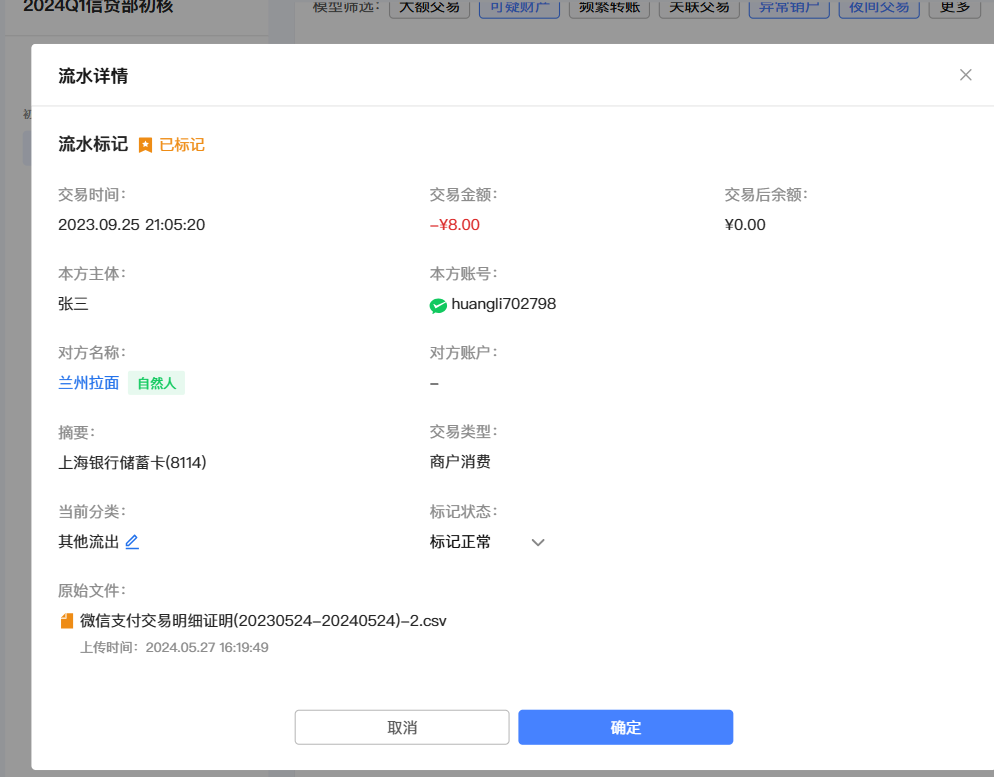 2024Q1信贷部初核
模型筛选: 大额交易 可疑财产 频繁转账 关联交易 异常销户 夜间交易 更多
流水详情
初
流水标记 已标记
交易时间: 交易金额: 交易后余额:
2023.09.25 21:05:20 -¥8.00 ¥0.00
本方主体: 本方账号:
张三 huangli702798
对方名称: 对方账户:
兰州拉面 自然人 –
摘要: 交易类型:
上海银行储蓄卡(8114) 商户消费
当前分类: 标记状态:
其他流出 标记正常
原始文件:
微信支付交易明细证明(20230524-20240524)-2.csv
上传时间: 2024.05.27 16:19:49
取消 确定